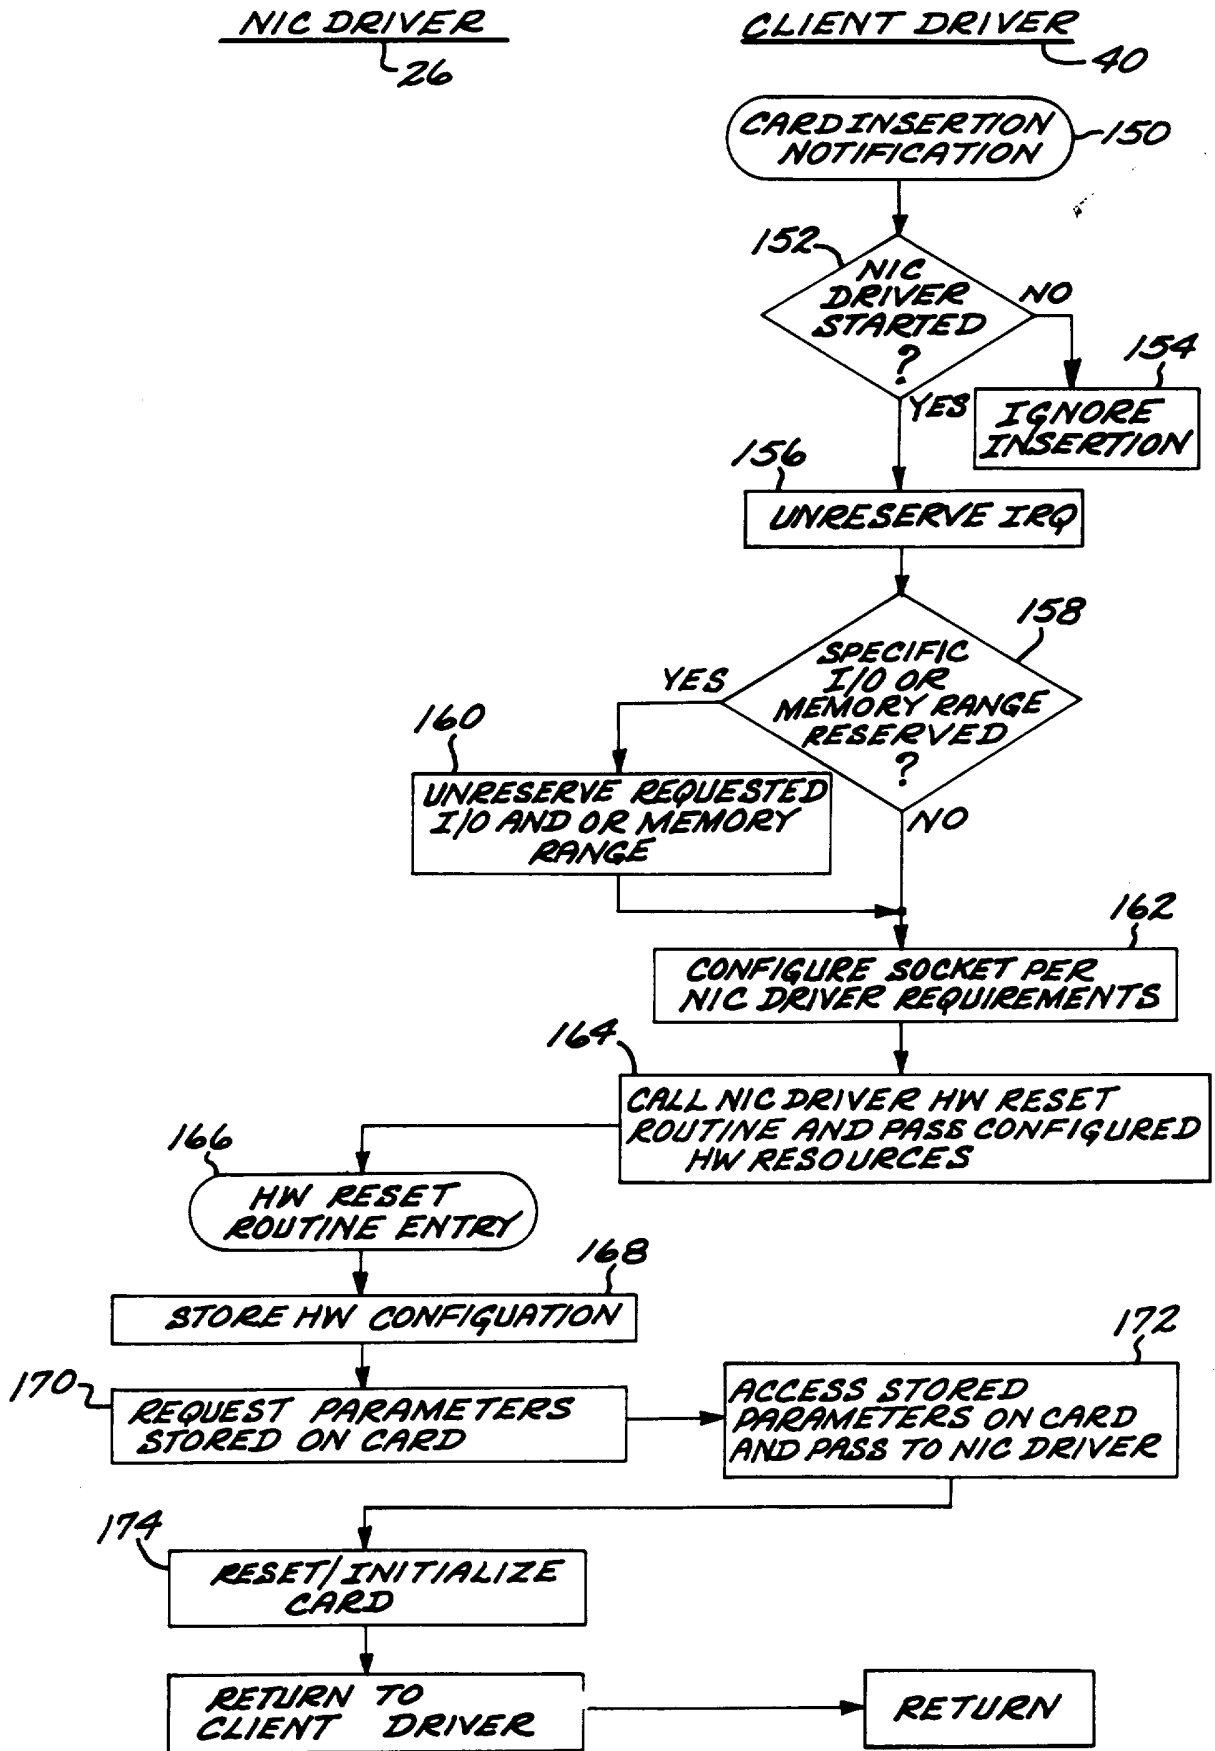 NIC DRIVER
26
CLIENT DRIVER
40
CARD INSERTION
NOTIFICATION
150
152
NIC
DRIVER
STARTED
?
NO
YES
154
IGNORE
INSERTION
156
UNRESERVE IRQ
158
SPECIFIC
I/O OR
MEMORY RANGE
RESERVED
?
YES
NO
160
UNRESERVE REQUESTED
I/O AND OR MEMORY
RANGE
162
CONFIGURE SOCKET PER
NIC DRIVER REQUIREMENTS
164
CALL NIC DRIVER HW RESET
ROUTINE AND PASS CONFIGURED
HW RESOURCES
166
HW RESET
ROUTINE ENTRY
168
STORE HW CONFIGUATION
170
REQUEST PARAMETERS
STORED ON CARD
172
ACCESS STORED
PARAMETERS ON CARD
AND PASS TO NIC DRIVER
174
RESET/INITIALIZE
CARD
RETURN TO
CLIENT DRIVER
RETURN